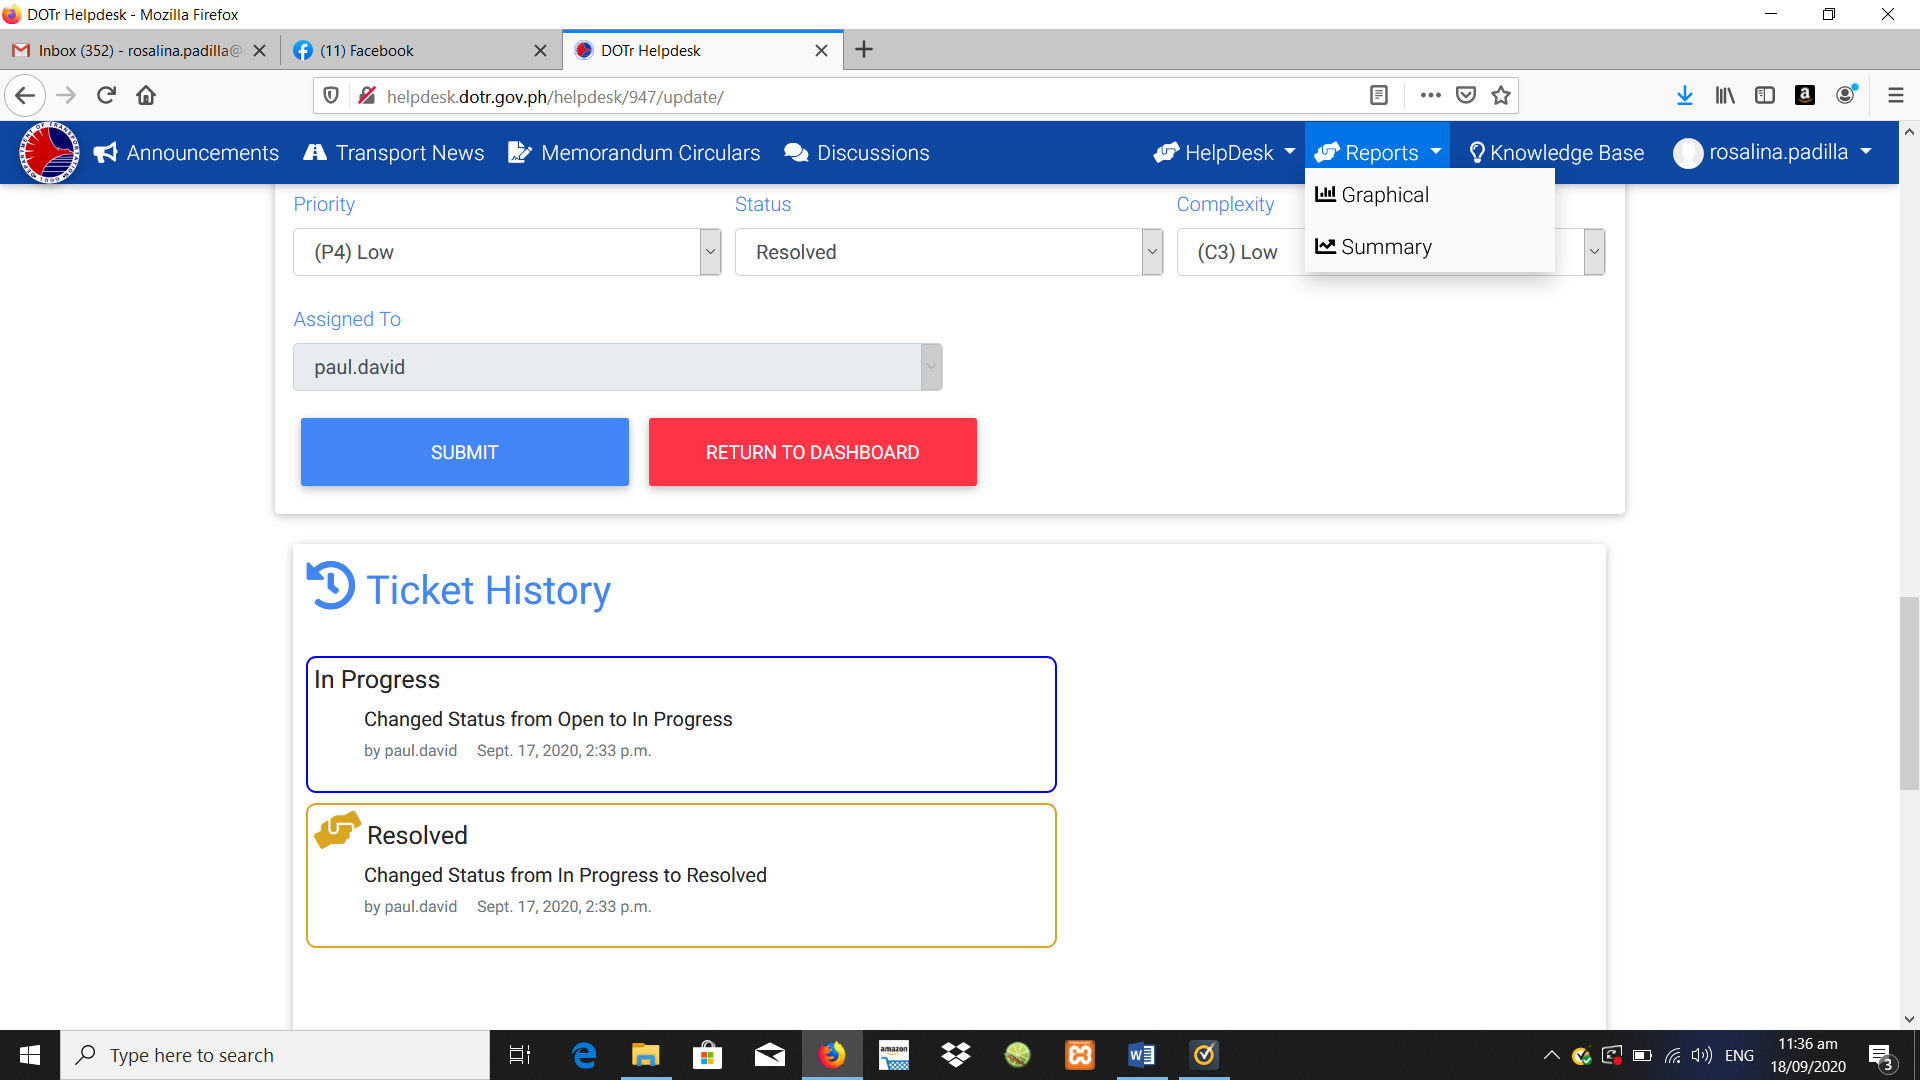 DOTr Helpdesk - Mozilla Firefox
Inbox (352) - rosalina.padilla@
(11) Facebook
DOTr Helpdesk
helpdesk.dotr.gov.ph/helpdesk/947/update/
Announcements
Transport News
Memorandum Circulars
Discussions
HelpDesk
Reports
Knowledge Base
rosalina.padilla
Graphical
Summary
Priority
Status
Complexity
(P4) Low
Resolved
(C3) Low
Assigned To
paul.david
SUBMIT
RETURN TO DASHBOARD
Ticket History
In Progress
Changed Status from Open to In Progress
by paul.david Sept. 17, 2020, 2:33 p.m.
Resolved
Changed Status from In Progress to Resolved
by paul.david Sept. 17, 2020, 2:33 p.m.
Type here to search
amazon
ENG
11:36 am
18/09/2020
3